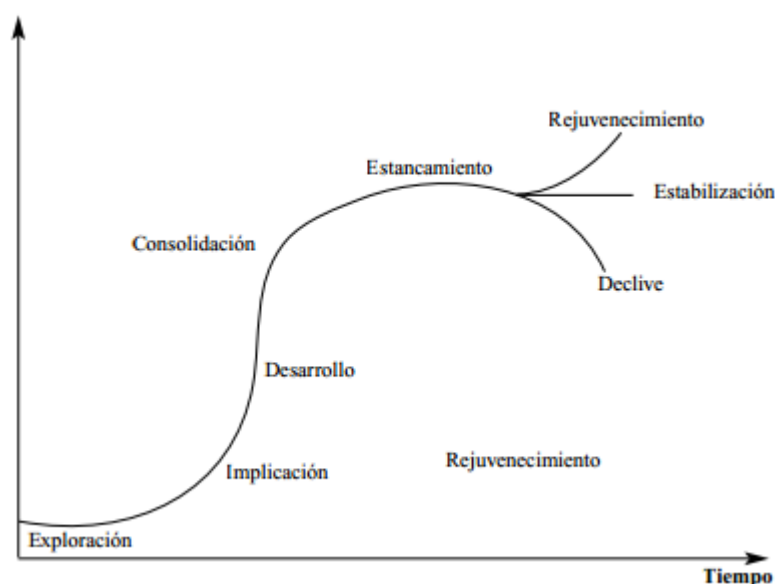 Rejuvenecimiento
Estancamiento
Estabilización
Consolidación
Declive
Desarrollo
Rejuvenecimiento
Implicación
Exploración
Tiempo